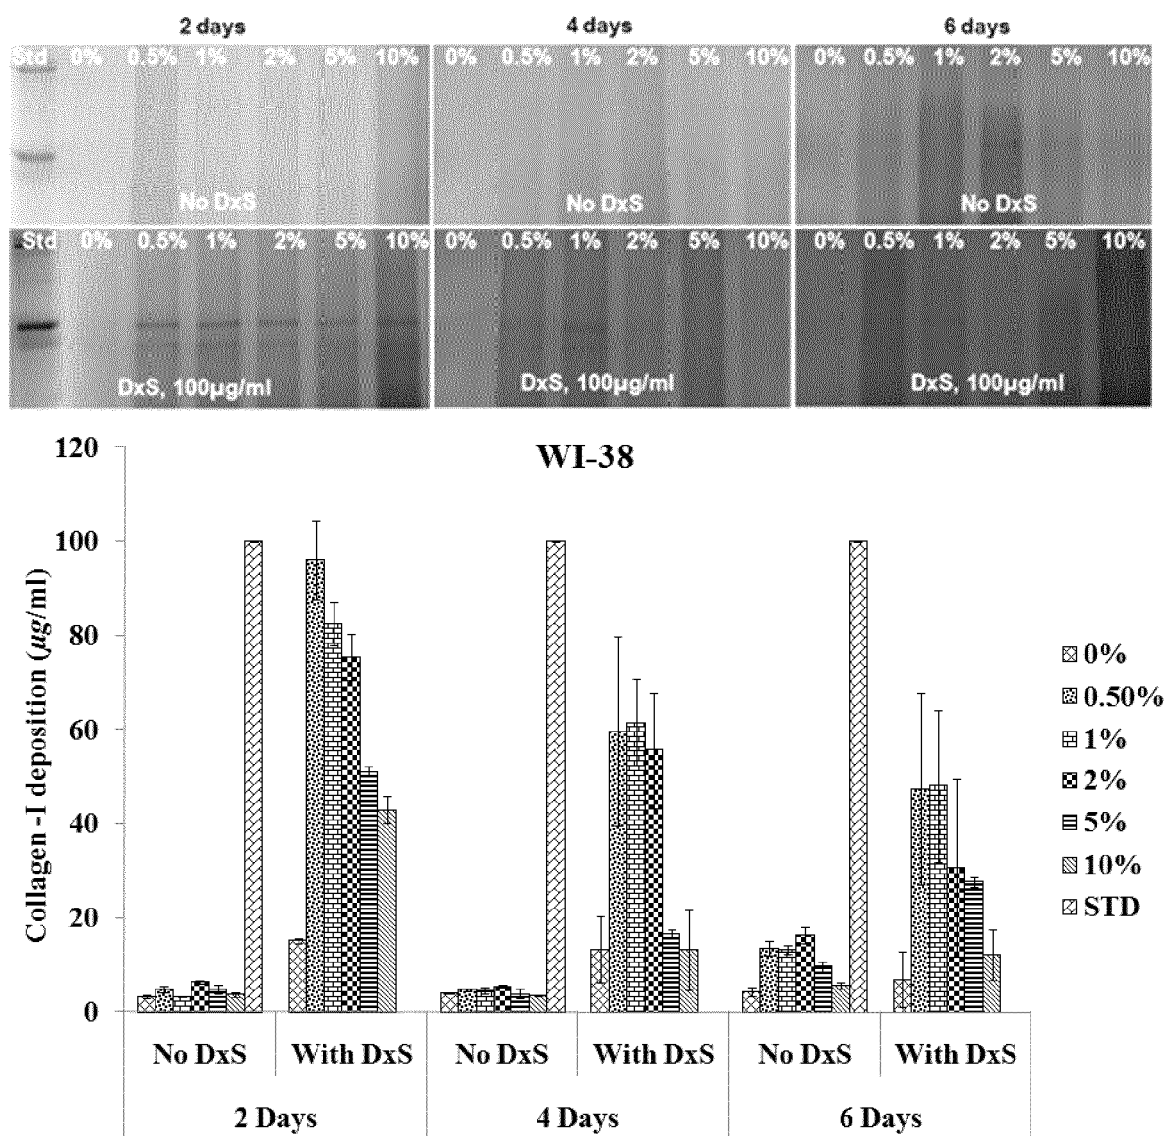 2 days 4 days 6 days
Std 0% 0.5% 1% 2% 5% 10% 0% 0.5% 1% 2% 5% 10% 0% 0.5% 1% 2% 5% 10%
No DxS No DxS No DxS
Std 0% 0.5% 1% 2% 5% 10% 0% 0.5% 1% 2% 5% 10% 0% 0.5% 1% 2% 5% 10%
DxS, 100µg/ml DxS, 100µg/ml DxS, 100µg/ml
WI-38
Collagen -I deposition (µg/ml)
120
100
80
60
40
20
0
0%
0.50%
1%
2%
5%
10%
STD
No DxS With DxS No DxS With DxS No DxS With DxS
2 Days 4 Days 6 Days